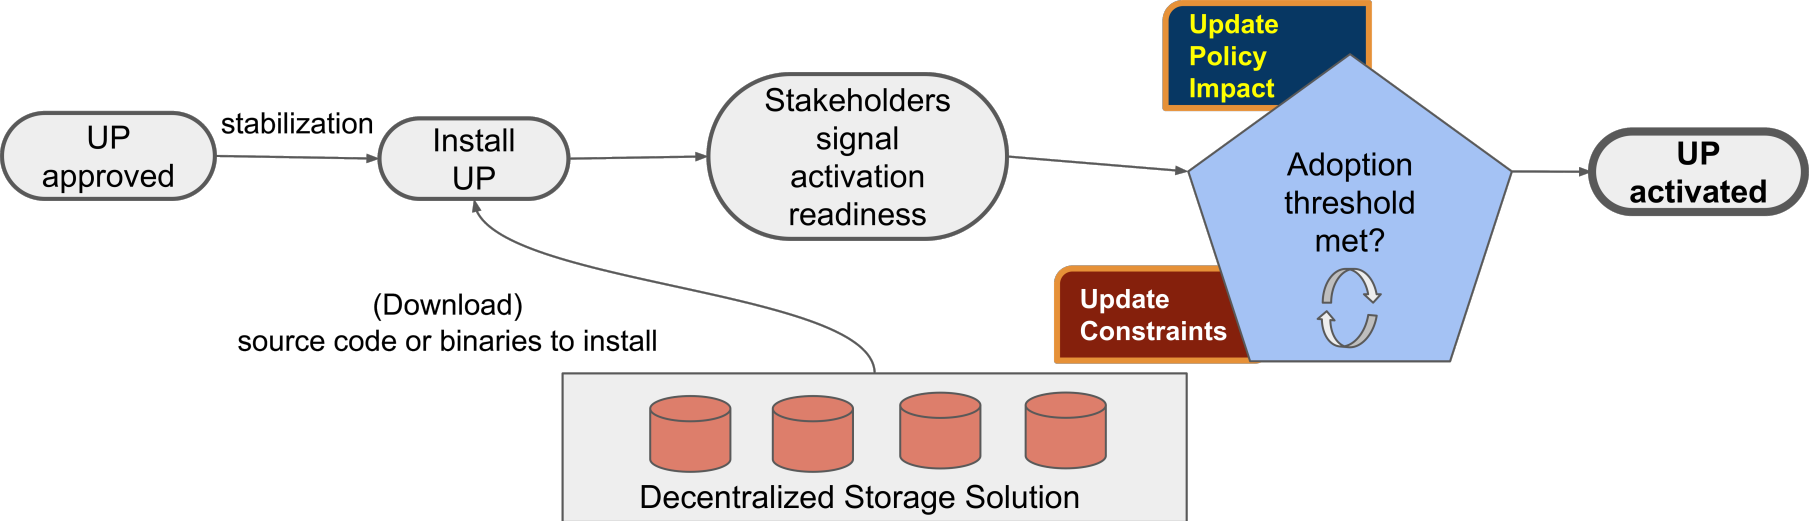 UP
approved
stabilization
Install
UP
Stakeholders
signal
activation
readiness
Update
Policy
Impact
Adoption
threshold
met?
UP
activated
Update
Constraints
(Download)
source code or binaries to install
Decentralized Storage Solution